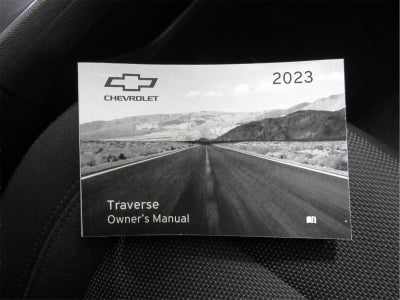 2023
CHEVROLET
Traverse
Owner's Manual